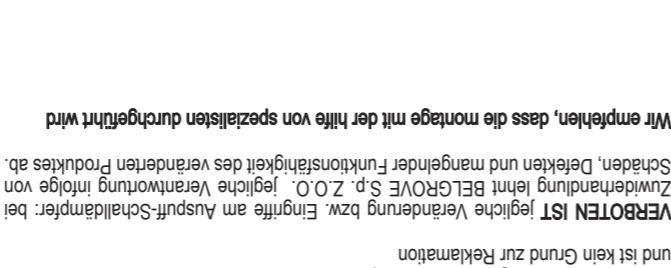 und ist kein Grund zur Reklamation
VERBOTEN IST jegliche Veränderung bzw. Eingriffe am Auspuff-Schalldämpfer: bei
Zuwiderhandlung lehnt BELGROVE S.p. Z.O.O. jegliche Verantwortung infolge von
Schäden, Defekten und mangelnder Funktionsfähigkeit des veränderten Produktes ab.
Wir empfehlen, dass die montage mit der hilfe von spezialisten durchgeführt wird